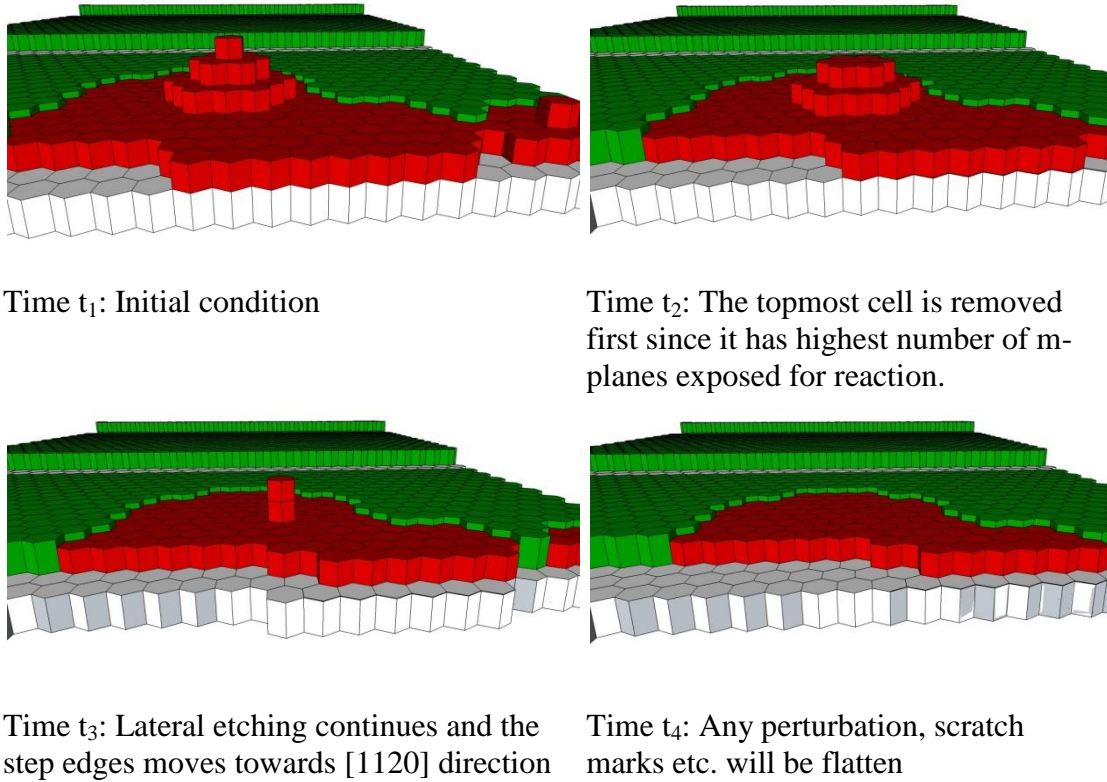 Time t₁: Initial condition
Time t₂: The topmost cell is removed
first since it has highest number of m-
planes exposed for reaction.
Time t₃: Lateral etching continues and the
step edges moves towards [1120] direction
Time t₄: Any perturbation, scratch
marks etc. will be flatten